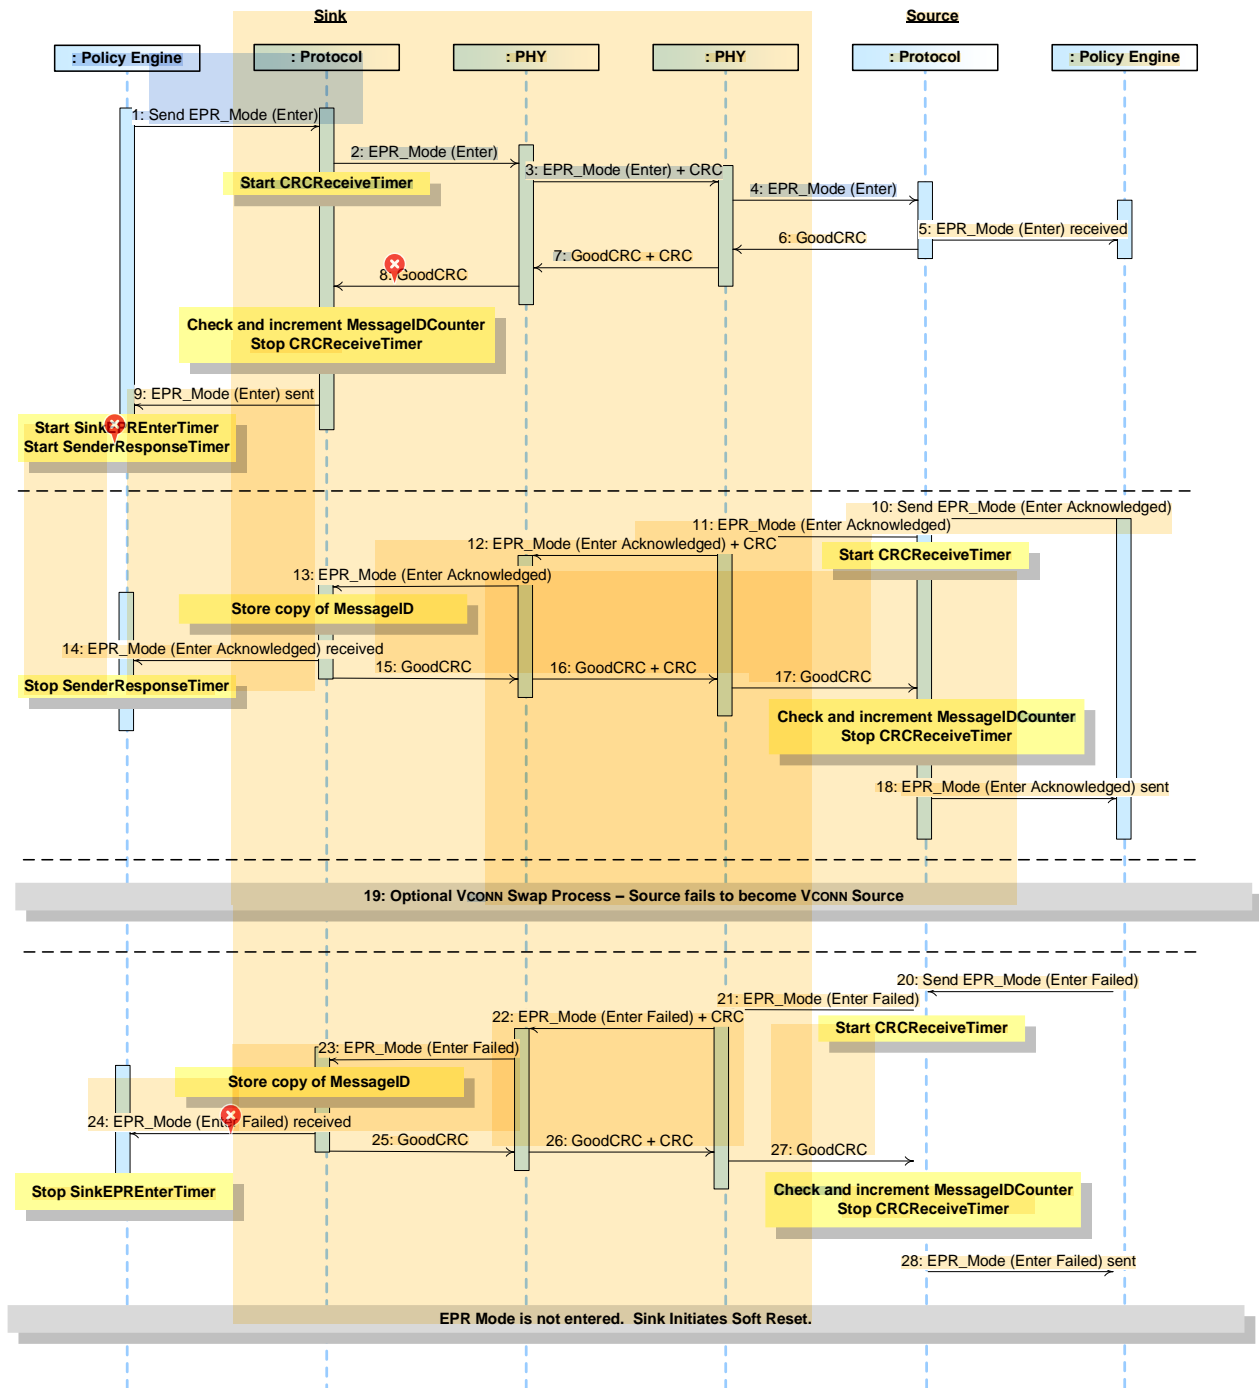 Sink
Source
: Policy Engine
: Protocol
: PHY
: PHY
: Protocol
: Policy Engine
1: Send EPR_Mode (Enter)
2: EPR_Mode (Enter)
Start CRCReceiveTimer
3: EPR_Mode (Enter) + CRC
4: EPR_Mode (Enter)
5: EPR_Mode (Enter) received
6: GoodCRC
7: GoodCRC + CRC
8: GoodCRC
Check and increment MessageIDCounter
Stop CRCReceiveTimer
9: EPR_Mode (Enter) sent
Start SinkEPREnterTimer
Start SenderResponseTimer
10: Send EPR_Mode (Enter Acknowledged)
11: EPR_Mode (Enter Acknowledged)
Start CRCReceiveTimer
12: EPR_Mode (Enter Acknowledged) + CRC
13: EPR_Mode (Enter Acknowledged)
Store copy of MessageID
14: EPR_Mode (Enter Acknowledged) received
15: GoodCRC
16: GoodCRC + CRC
17: GoodCRC
Stop SenderResponseTimer
Check and increment MessageIDCounter
Stop CRCReceiveTimer
18: EPR_Mode (Enter Acknowledged) sent
19: Optional VCONN Swap Process – Source fails to become VCONN Source
20: Send EPR_Mode (Enter Failed)
21: EPR_Mode (Enter Failed)
Start CRCReceiveTimer
22: EPR_Mode (Enter Failed) + CRC
23: EPR_Mode (Enter Failed)
Store copy of MessageID
24: EPR_Mode (Enter Failed) received
25: GoodCRC
26: GoodCRC + CRC
27: GoodCRC
Stop SinkEPREnterTimer
Check and increment MessageIDCounter
Stop CRCReceiveTimer
28: EPR_Mode (Enter Failed) sent
EPR Mode is not entered. Sink Initiates Soft Reset.